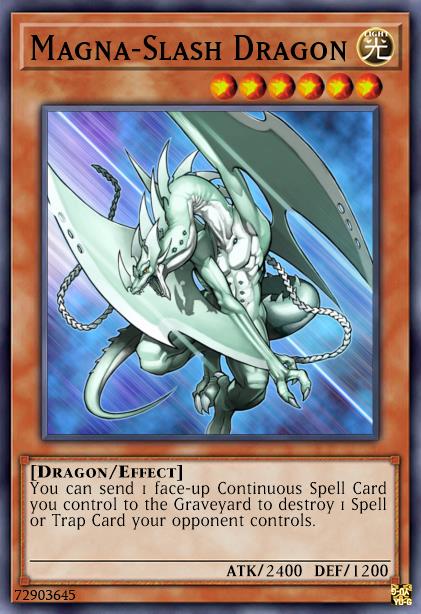 MAGNA-SLASH DRAGON
LIGHT
光
[DRAGON/EFFECT]
You can send 1 face-up Continuous Spell Card
you control to the Graveyard to destroy 1 Spell
or Trap Card your opponent controls.
ATK/2400 DEF/1200
72903645